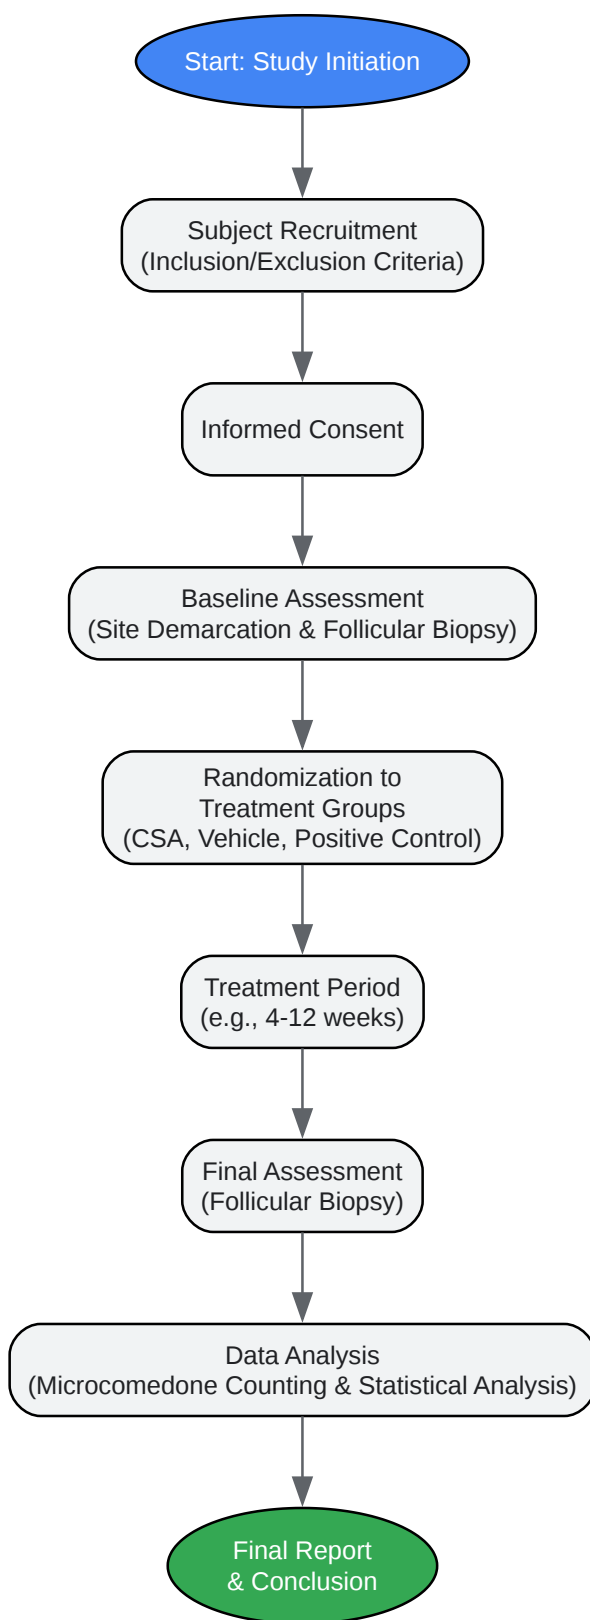 Start: Study Initiation
Subject Recruitment
(Inclusion/Exclusion Criteria)
Informed Consent
Baseline Assessment
(Site Demarcation & Follicular Biopsy)
Randomization to
Treatment Groups
(CSA, Vehicle, Positive Control)
Treatment Period
(e.g., 4-12 weeks)
Final Assessment
(Follicular Biopsy)
Data Analysis
(Microcomedone Counting & Statistical Analysis)
Final Report
& Conclusion